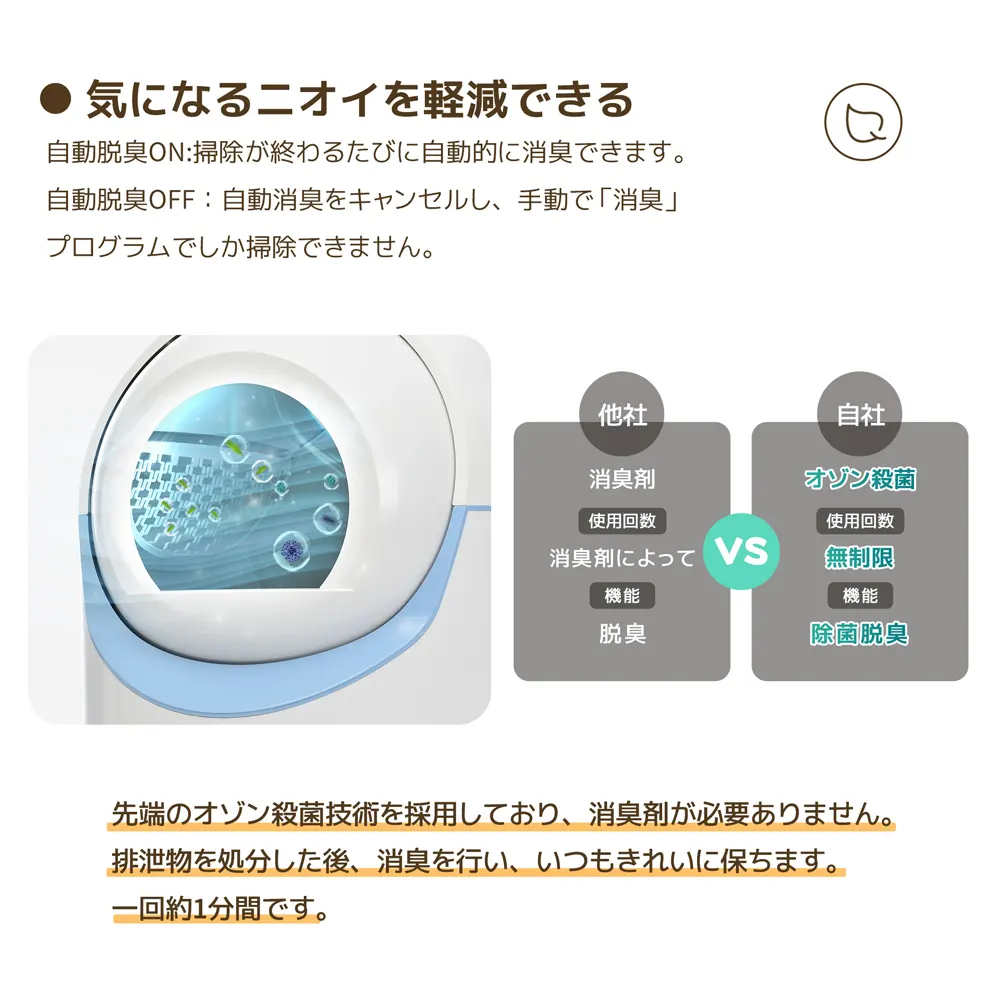 ● 気になるニオイを軽減できる
自動脱臭ON:掃除が終わるたびに自動的に消臭できます。
自動脱臭OFF：自動消臭をキャンセルし、手動で「消臭」
プログラムでしか掃除できません。
他社
消臭剤
使用回数
消臭剤によって
機能
脱臭
VS
自社
オゾン殺菌
使用回数
無制限
機能
除菌脱臭
先端のオゾン殺菌技術を採用しており、消臭剤が必要ありません。
排泄物を処分した後、消臭を行い、いつもきれいに保ちます。
一回約1分間です。